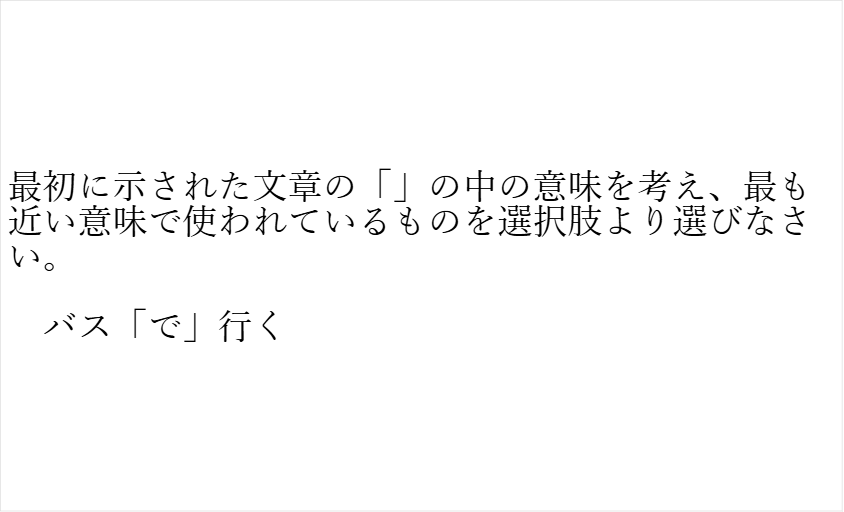 最初に示された文章の「」の中の意味を考え、最も
近い意味で使われているものを選択肢より選びなさ
い。
　バス「で」行く